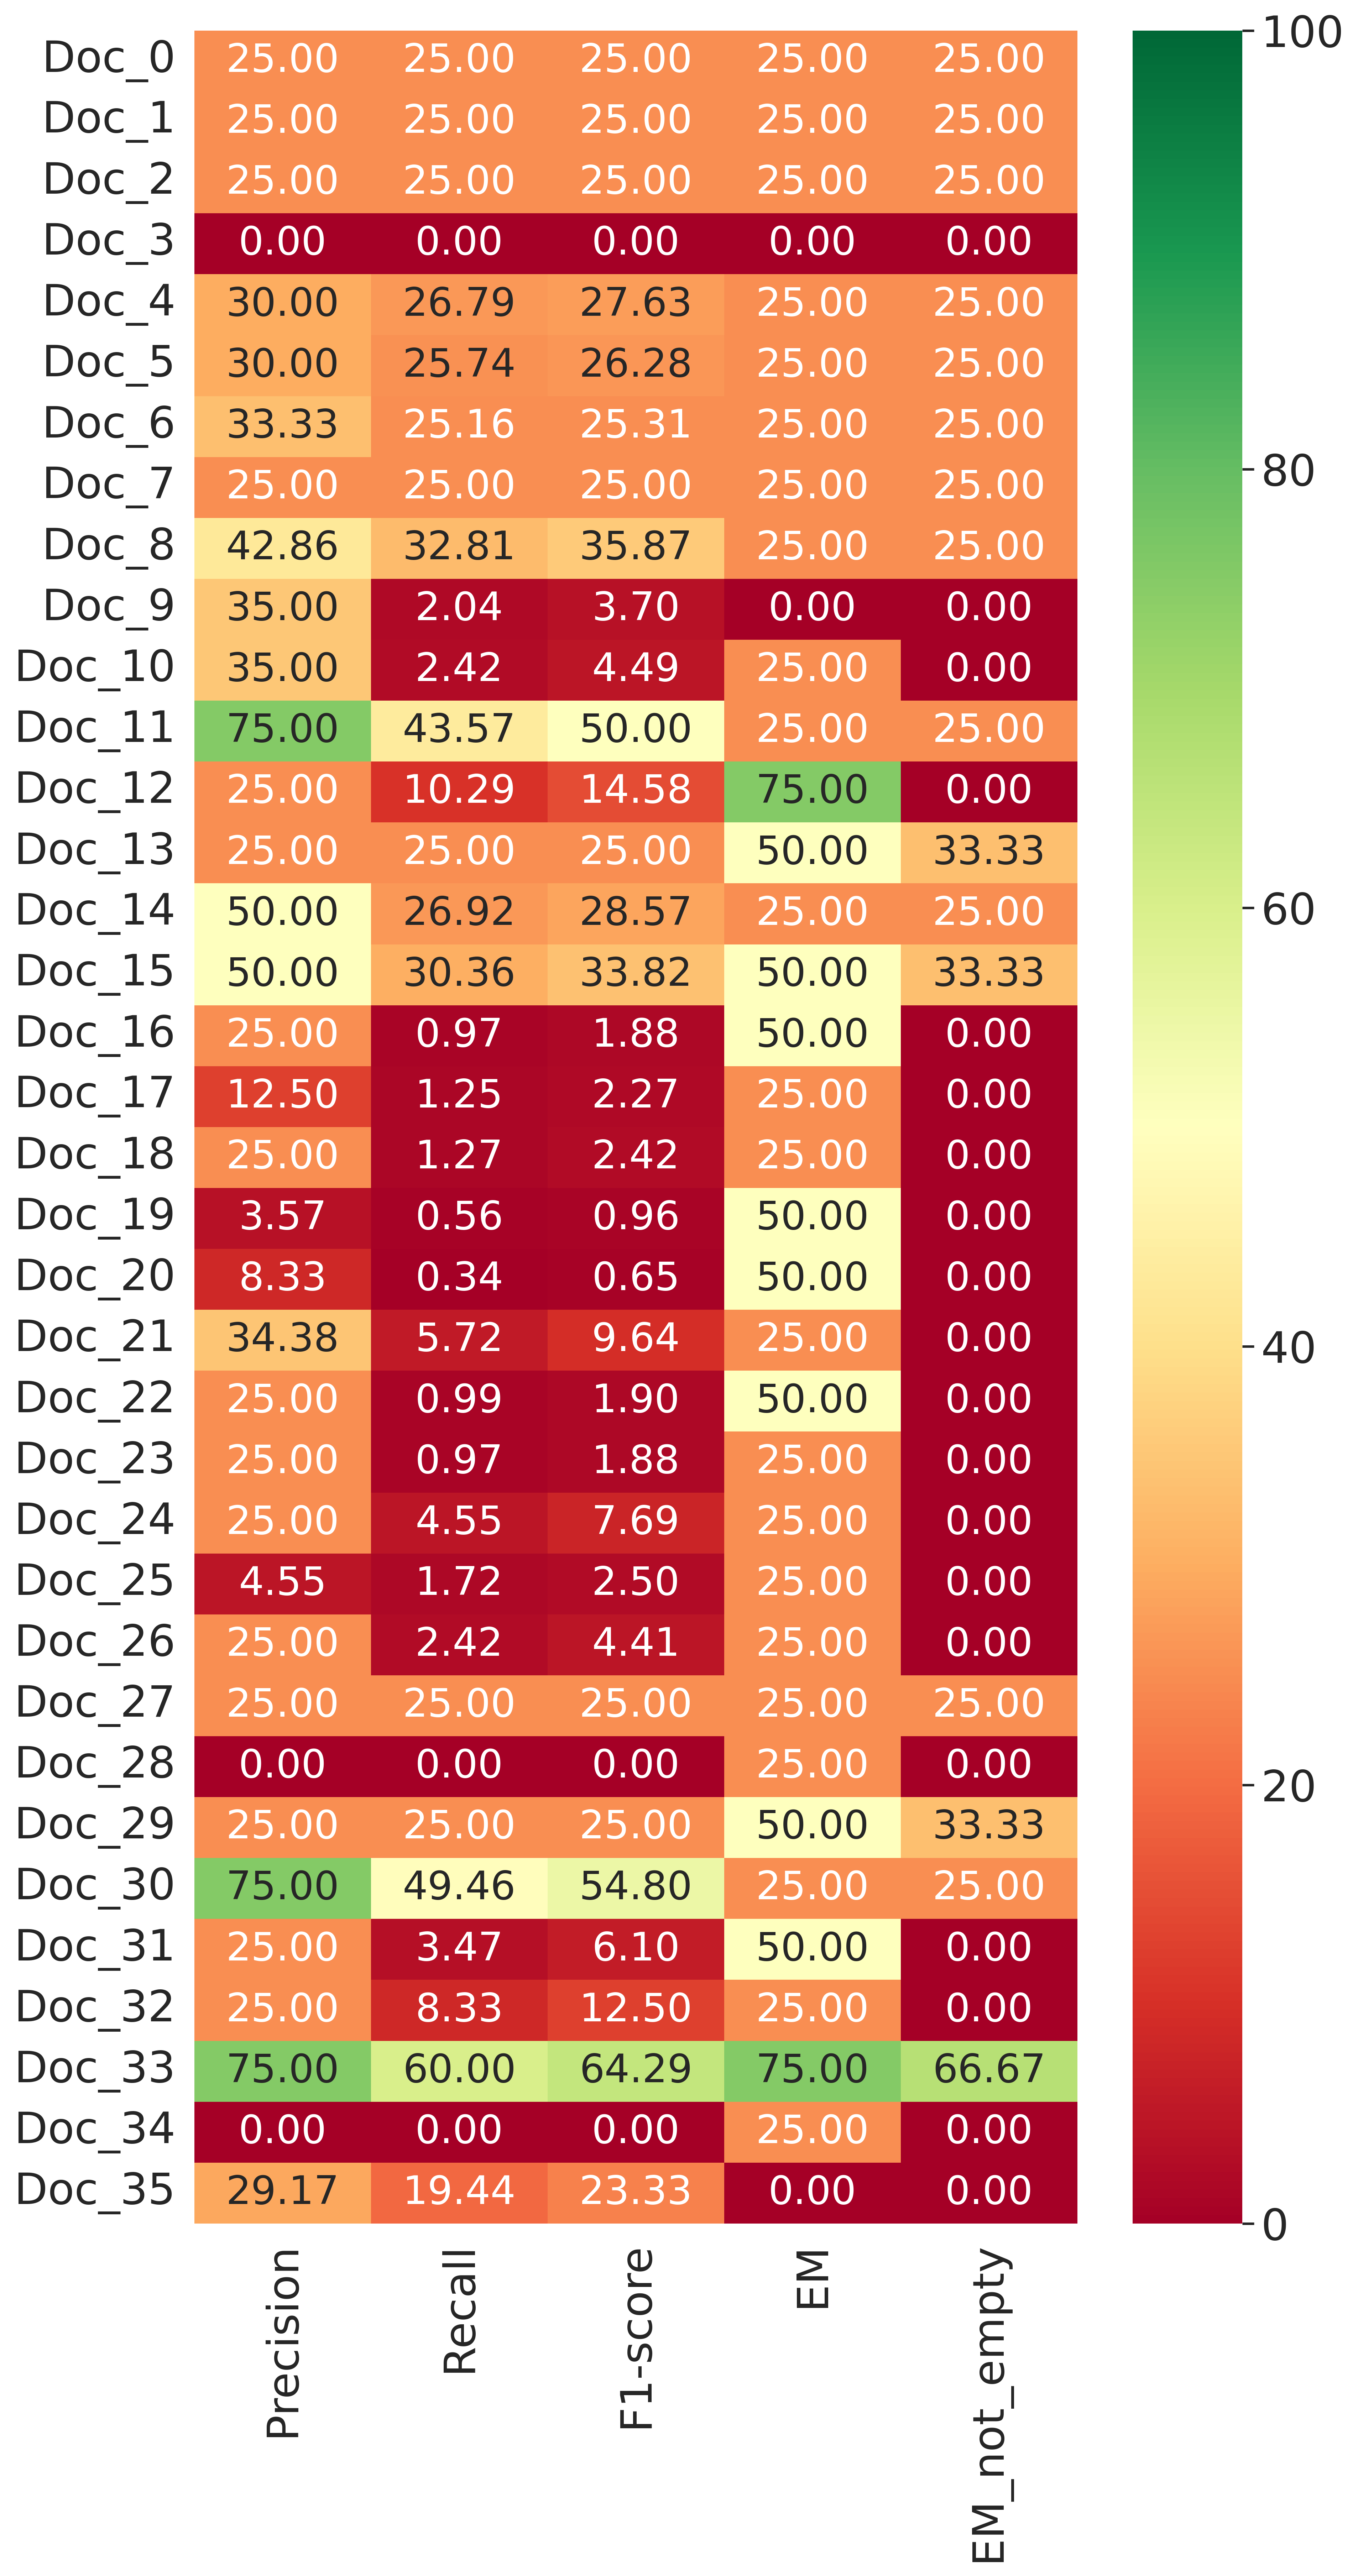 Doc_0 25.00 25.00 25.00 25.00 25.00
Doc_1 25.00 25.00 25.00 25.00 25.00
Doc_2 25.00 25.00 25.00 25.00 25.00
Doc_3 0.00 0.00 0.00 0.00 0.00
Doc_4 30.00 26.79 27.63 25.00 25.00
Doc_5 30.00 25.74 26.28 25.00 25.00
Doc_6 33.33 25.16 25.31 25.00 25.00
Doc_7 25.00 25.00 25.00 25.00 25.00
Doc_8 42.86 32.81 35.87 25.00 25.00
Doc_9 35.00 2.04 3.70 0.00 0.00
Doc_10 35.00 2.42 4.49 25.00 0.00
Doc_11 75.00 43.57 50.00 25.00 25.00
Doc_12 25.00 10.29 14.58 75.00 0.00
Doc_13 25.00 25.00 25.00 50.00 33.33
Doc_14 50.00 26.92 28.57 25.00 25.00
Doc_15 50.00 30.36 33.82 50.00 33.33
Doc_16 25.00 0.97 1.88 50.00 0.00
Doc_17 12.50 1.25 2.27 25.00 0.00
Doc_18 25.00 1.27 2.42 25.00 0.00
Doc_19 3.57 0.56 0.96 50.00 0.00
Doc_20 8.33 0.34 0.65 50.00 0.00
Doc_21 34.38 5.72 9.64 25.00 0.00
Doc_22 25.00 0.99 1.90 50.00 0.00
Doc_23 25.00 0.97 1.88 25.00 0.00
Doc_24 25.00 4.55 7.69 25.00 0.00
Doc_25 4.55 1.72 2.50 25.00 0.00
Doc_26 25.00 2.42 4.41 25.00 0.00
Doc_27 25.00 25.00 25.00 25.00 25.00
Doc_28 0.00 0.00 0.00 25.00 0.00
Doc_29 25.00 25.00 25.00 50.00 33.33
Doc_30 75.00 49.46 54.80 25.00 25.00
Doc_31 25.00 3.47 6.10 50.00 0.00
Doc_32 25.00 8.33 12.50 25.00 0.00
Doc_33 75.00 60.00 64.29 75.00 66.67
Doc_34 0.00 0.00 0.00 25.00 0.00
Doc_35 29.17 19.44 23.33 0.00 0.00
Precision
Recall
F1-score
EM
EM_not_empty
100
80
60
40
20
0